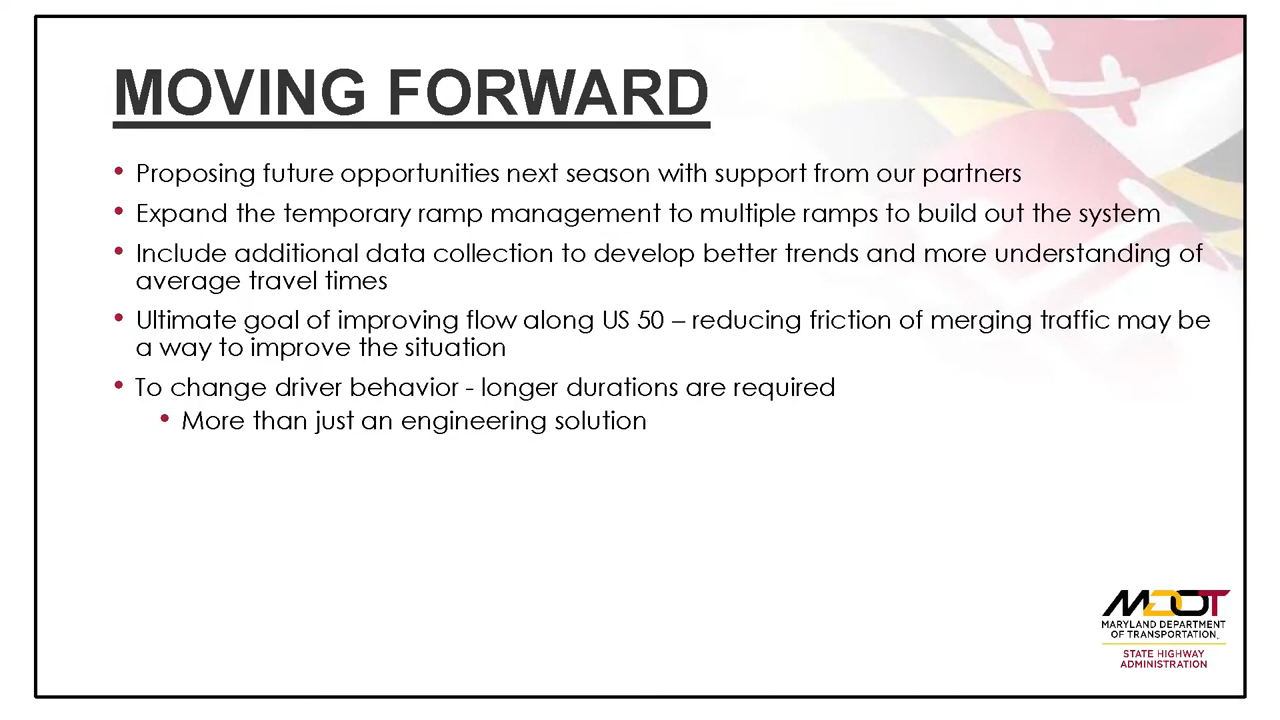 MOVING FORWARD
• Proposing future opportunities next season with support from our partners
• Expand the temporary ramp management to multiple ramps to build out the system
• Include additional data collection to develop better trends and more understanding of
average travel times
• Ultimate goal of improving flow along US 50 – reducing friction of merging traffic may be
a way to improve the situation
• To change driver behavior - longer durations are required
• More than just an engineering solution
MDOT
MARYLAND DEPARTMENT
OF TRANSPORTATION.
STATE HIGHWAY
ADMINISTRATION